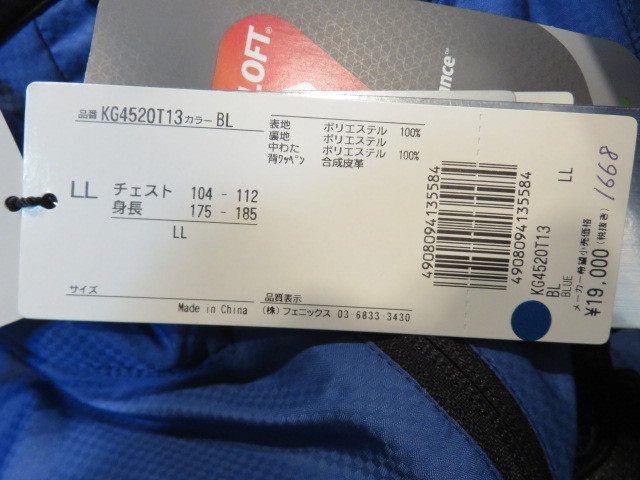 LOFT
ance™
品番 KG4520T13 カラー BL
表地 ポリエステル 100%
裏地 ポリエステル
中わた ポリエステル 100%
背ワッペン 合成皮革
LL チェスト 104 - 112
身長 175 - 185
LL
サイズ
Made in China
品質表示
(株) フェニックス 03-6833-3430
4908094135584
4908094135584
LL
KG4520T13
BL
BLUE
メーカー希望小売価格
¥19,000 (税抜き)
1668